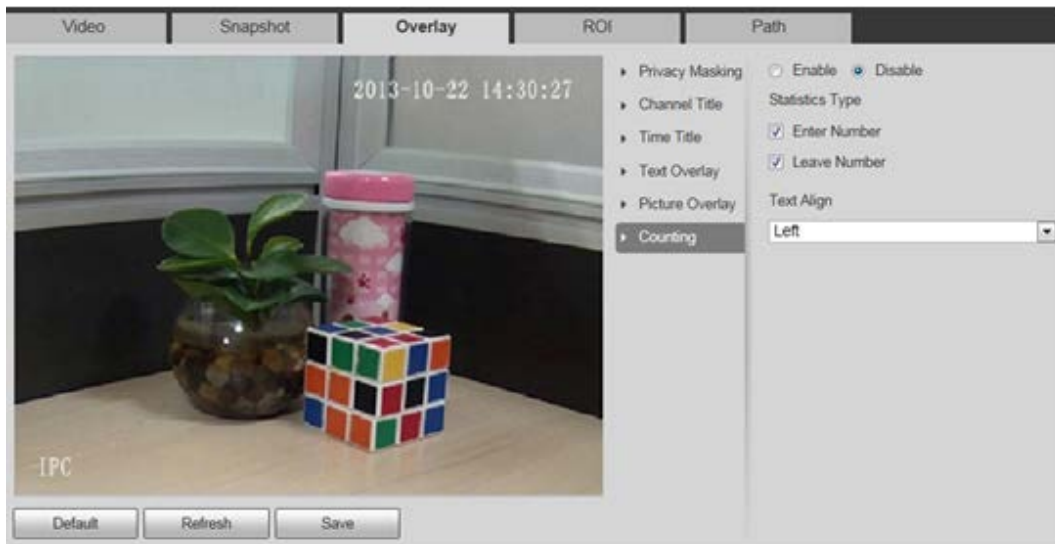 Video Snapshot Overlay ROI Path
2013-10-22 14:30:27
IPC
Privacy Masking
Channel Title
Time Title
Text Overlay
Picture Overlay
Counting
Enable Disable
Statistics Type
Enter Number
Leave Number
Text Align
Left
Default Refresh Save